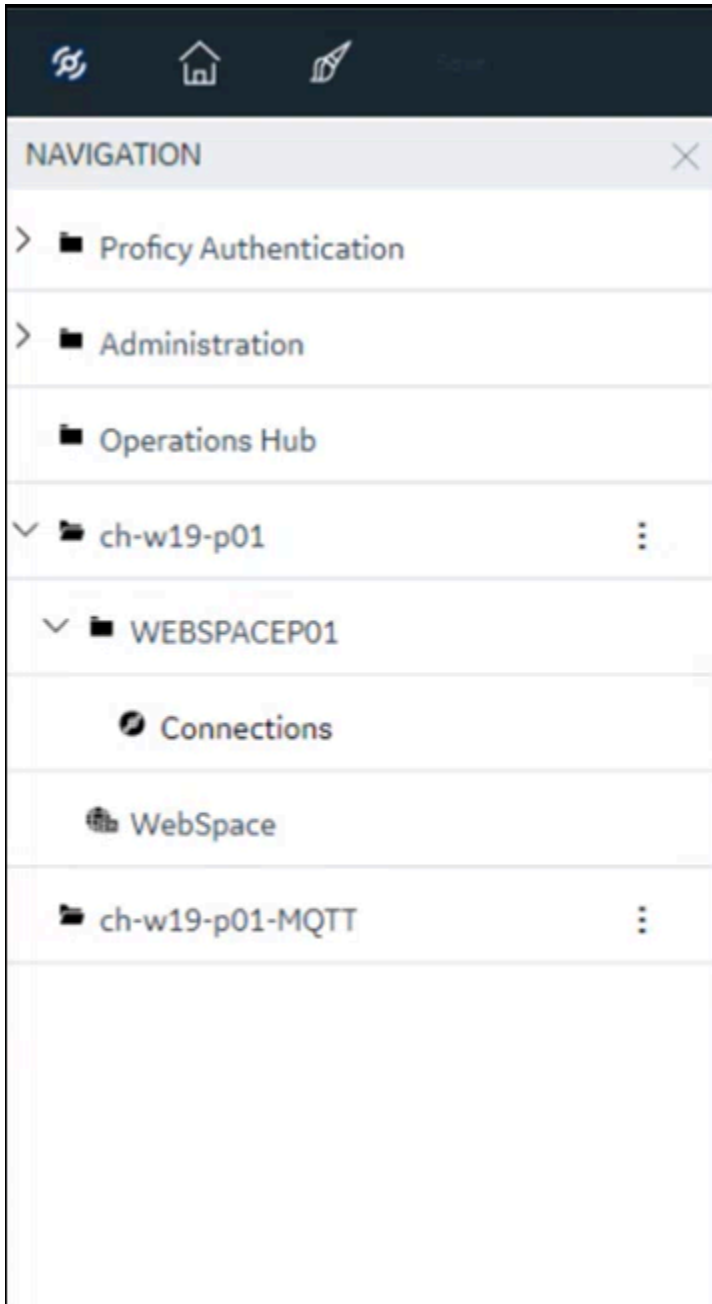 NAVIGATION
Proficy Authentication
Administration
Operations Hub
ch-w19-p01
WEBSPACEP01
Connections
WebSpace
ch-w19-p01-MQTT